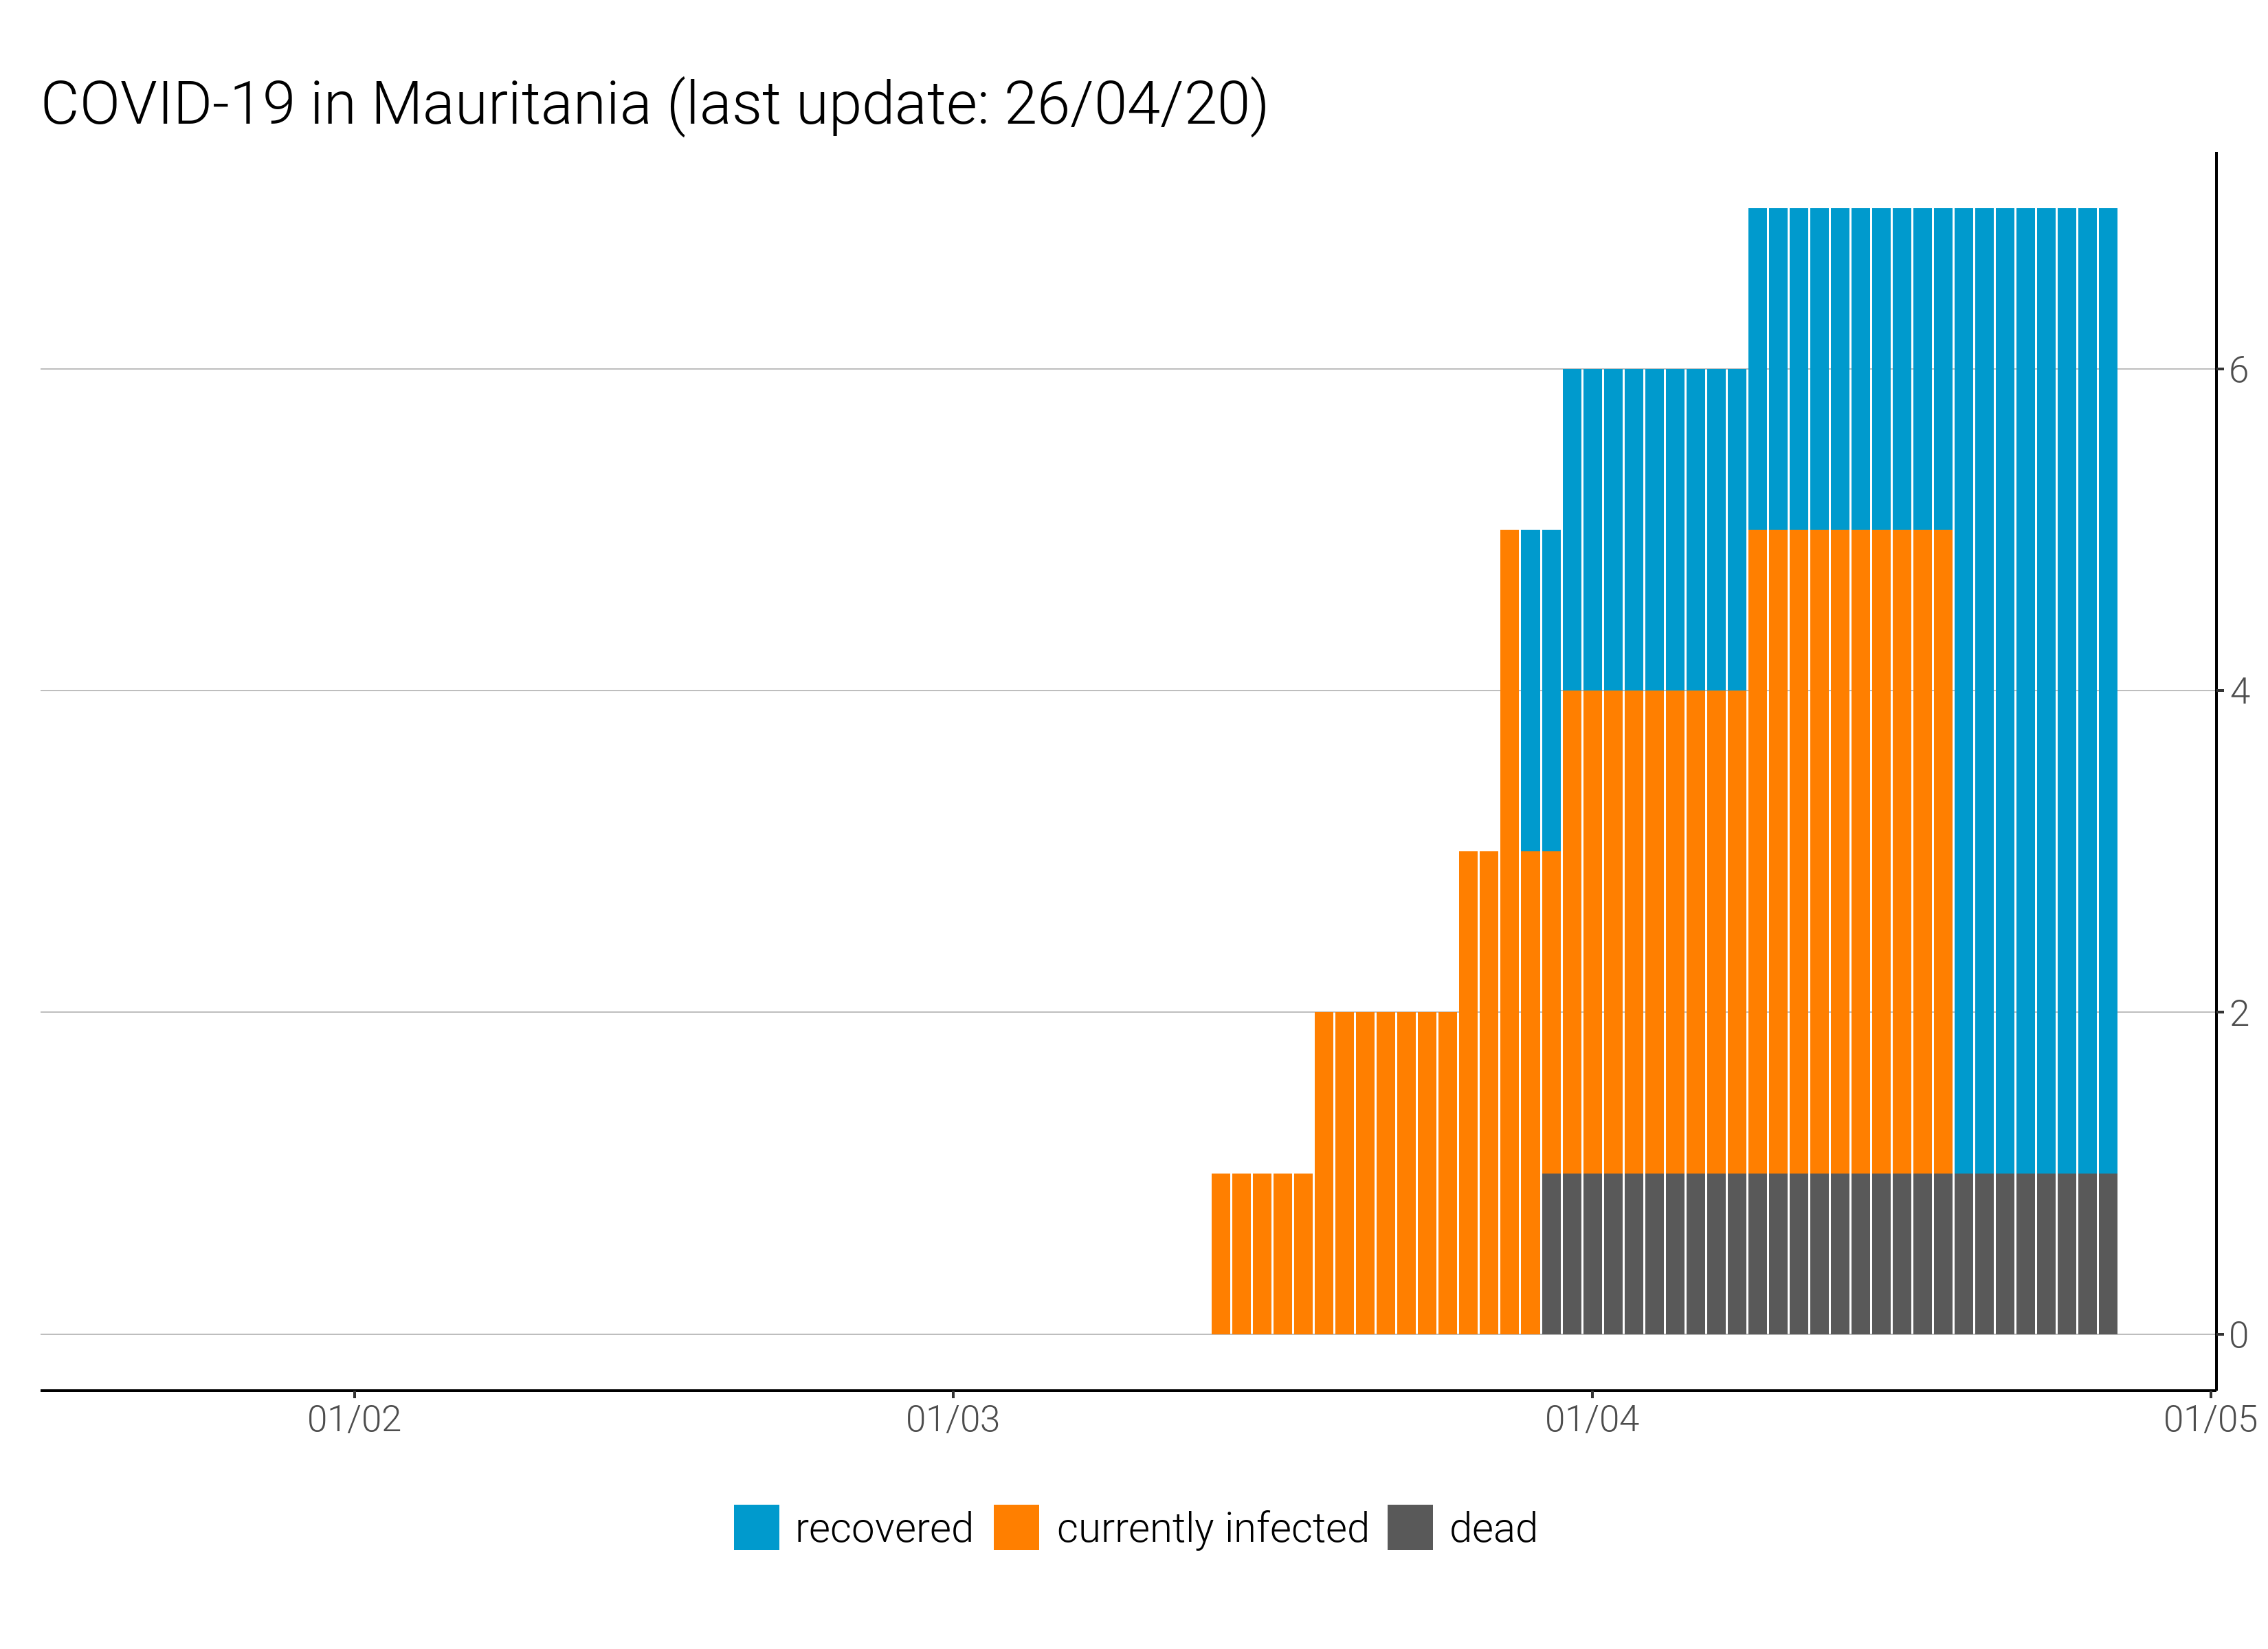 COVID-19 in Mauritania (last update: 26/04/20)
6
4
2
0
01/02 01/03 01/04 01/05
recovered currently infected dead